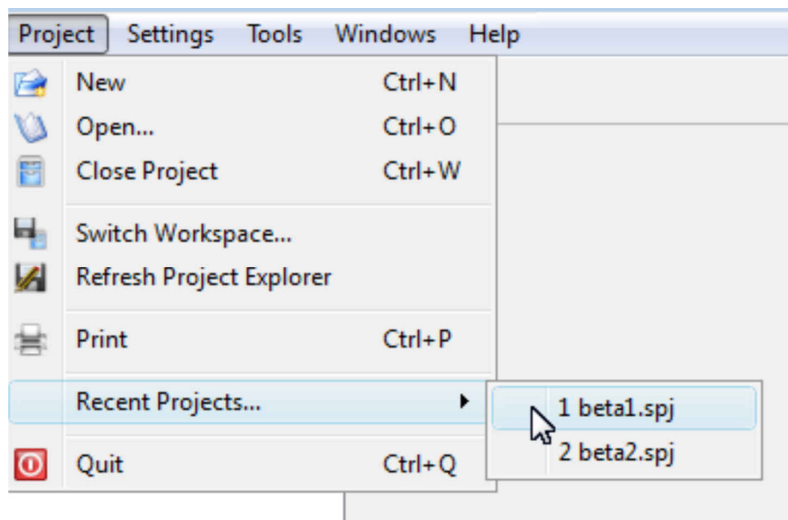 Project Settings Tools Windows Help
New Ctrl+N
Open... Ctrl+O
Close Project Ctrl+W
Switch Workspace...
Refresh Project Explorer
Print Ctrl+P
Recent Projects...
1 beta1.spj
2 beta2.spj
Quit Ctrl+Q